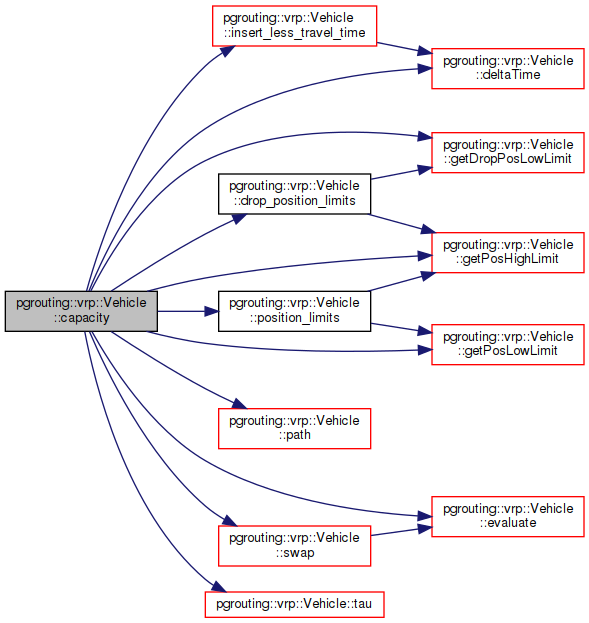 pgrouting::vrp::Vehicle
::insert_less_travel_time
pgrouting::vrp::Vehicle
::deltaTime
pgrouting::vrp::Vehicle
::getDropPosLowLimit
pgrouting::vrp::Vehicle
::drop_position_limits
pgrouting::vrp::Vehicle
::getPosHighLimit
pgrouting::vrp::Vehicle
::capacity
pgrouting::vrp::Vehicle
::position_limits
pgrouting::vrp::Vehicle
::getPosLowLimit
pgrouting::vrp::Vehicle
::path
pgrouting::vrp::Vehicle
::evaluate
pgrouting::vrp::Vehicle
::swap
pgrouting::vrp::Vehicle::tau